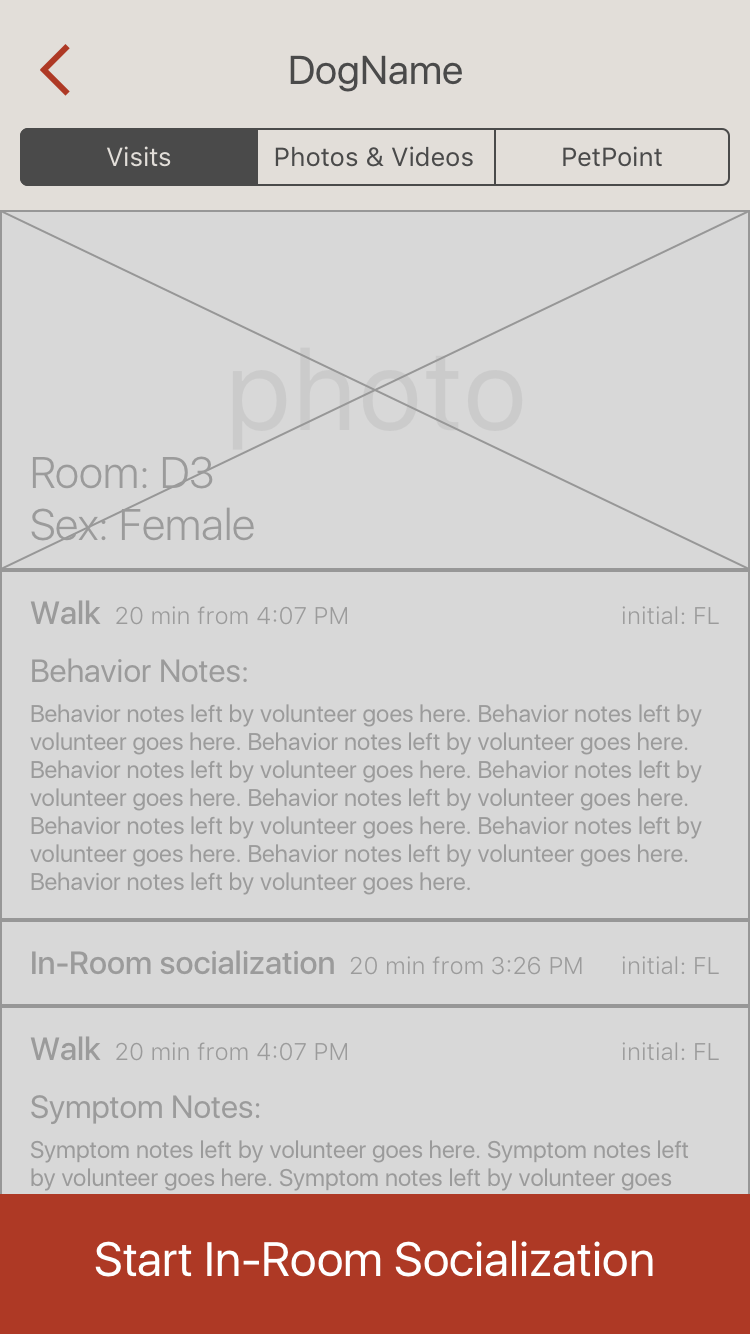 DogName
Visits
Photos & Videos
PetPoint
photo
Room: D3
Sex: Female
Walk 20 min from 4:07 PM initial: FL
Behavior Notes:
Behavior notes left by volunteer goes here. Behavior notes left by
volunteer goes here. Behavior notes left by volunteer goes here.
Behavior notes left by volunteer goes here. Behavior notes left by
volunteer goes here. Behavior notes left by volunteer goes here.
Behavior notes left by volunteer goes here. Behavior notes left by
volunteer goes here. Behavior notes left by volunteer goes here.
Behavior notes left by volunteer goes here.
In-Room socialization 20 min from 3:26 PM initial: FL
Walk 20 min from 4:07 PM initial: FL
Symptom Notes:
Symptom notes left by volunteer goes here. Symptom notes left
by volunteer goes here. Symptom notes left by volunteer goes
Start In-Room Socialization